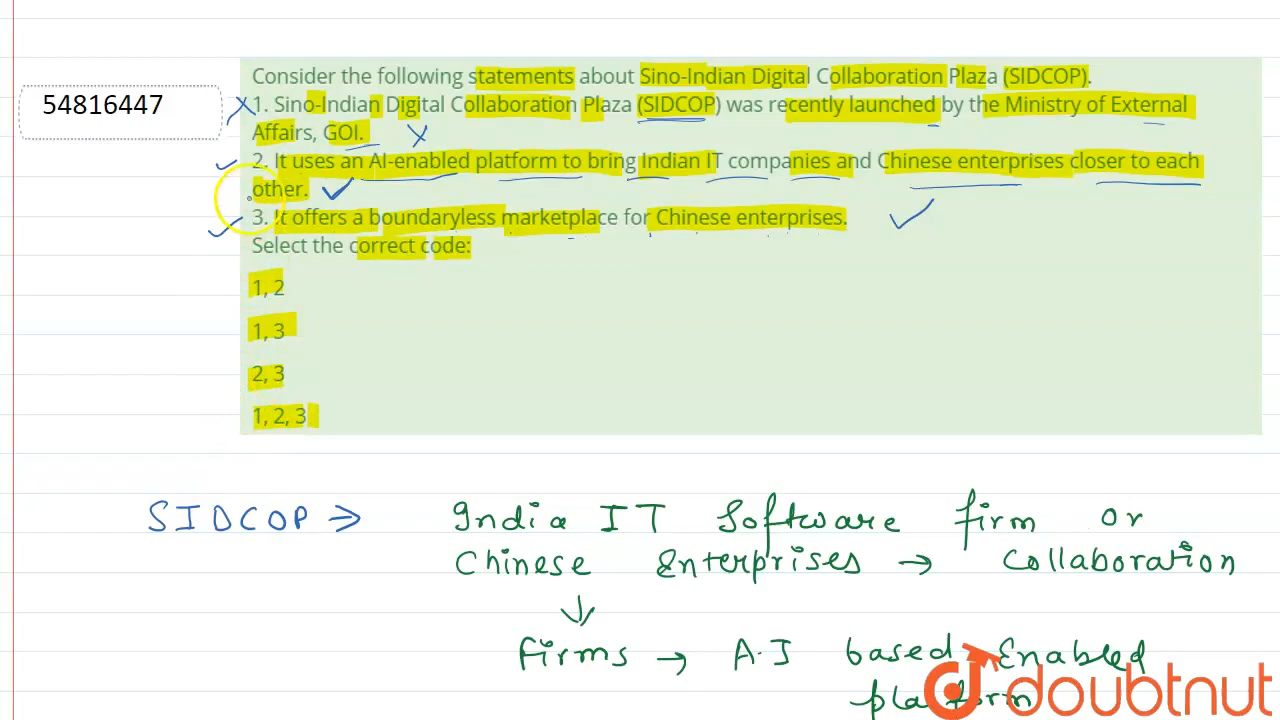 Consider the following statements about Sino-Indian Digital Collaboration Plaza (SIDCOP).
54816447
1. Sino-Indian Digital Collaboration Plaza (SIDCOP) was recently launched by the Ministry of External
Affairs, GOI.
2. It uses an AI-enabled platform to bring Indian IT companies and Chinese enterprises closer to each
other.
3. It offers a boundaryless marketplace for Chinese enterprises.
Select the correct code:
1, 2
1, 3
2, 3
1, 2, 3
SIDCOP → India IT Software firm or
Chinese Enterprises → Collaboration
firms → A.I based Enabled
platform
doubtnut